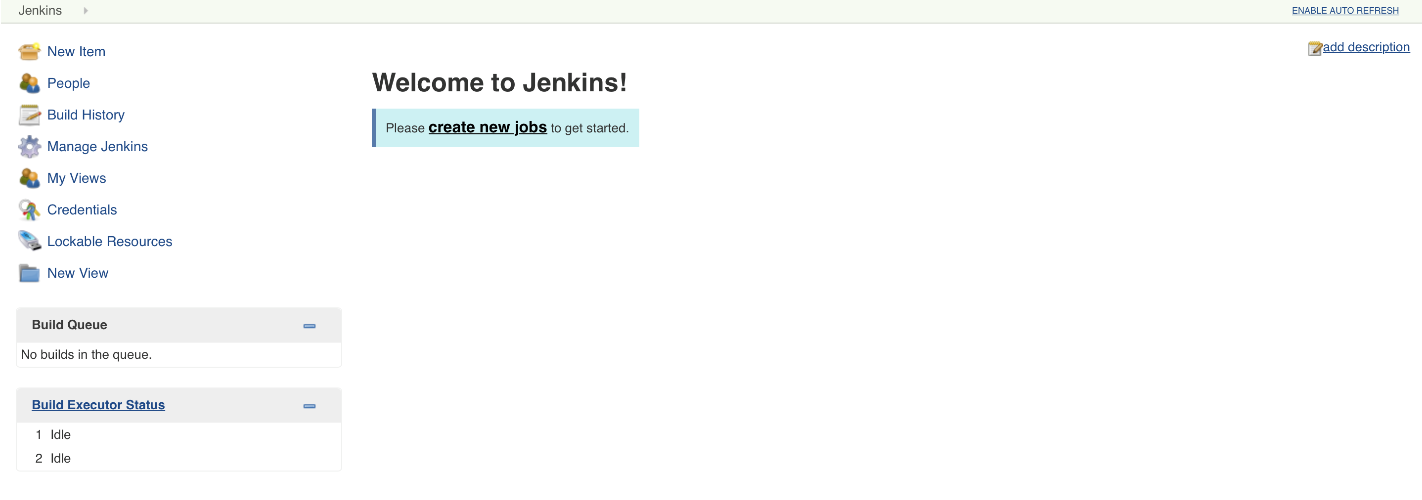 Jenkins
ENABLE AUTO REFRESH
New Item
People
Build History
Manage Jenkins
My Views
Credentials
Lockable Resources
New View
Build Queue
No builds in the queue.
Build Executor Status
1 Idle
2 Idle
add description
Welcome to Jenkins!
Please create new jobs to get started.